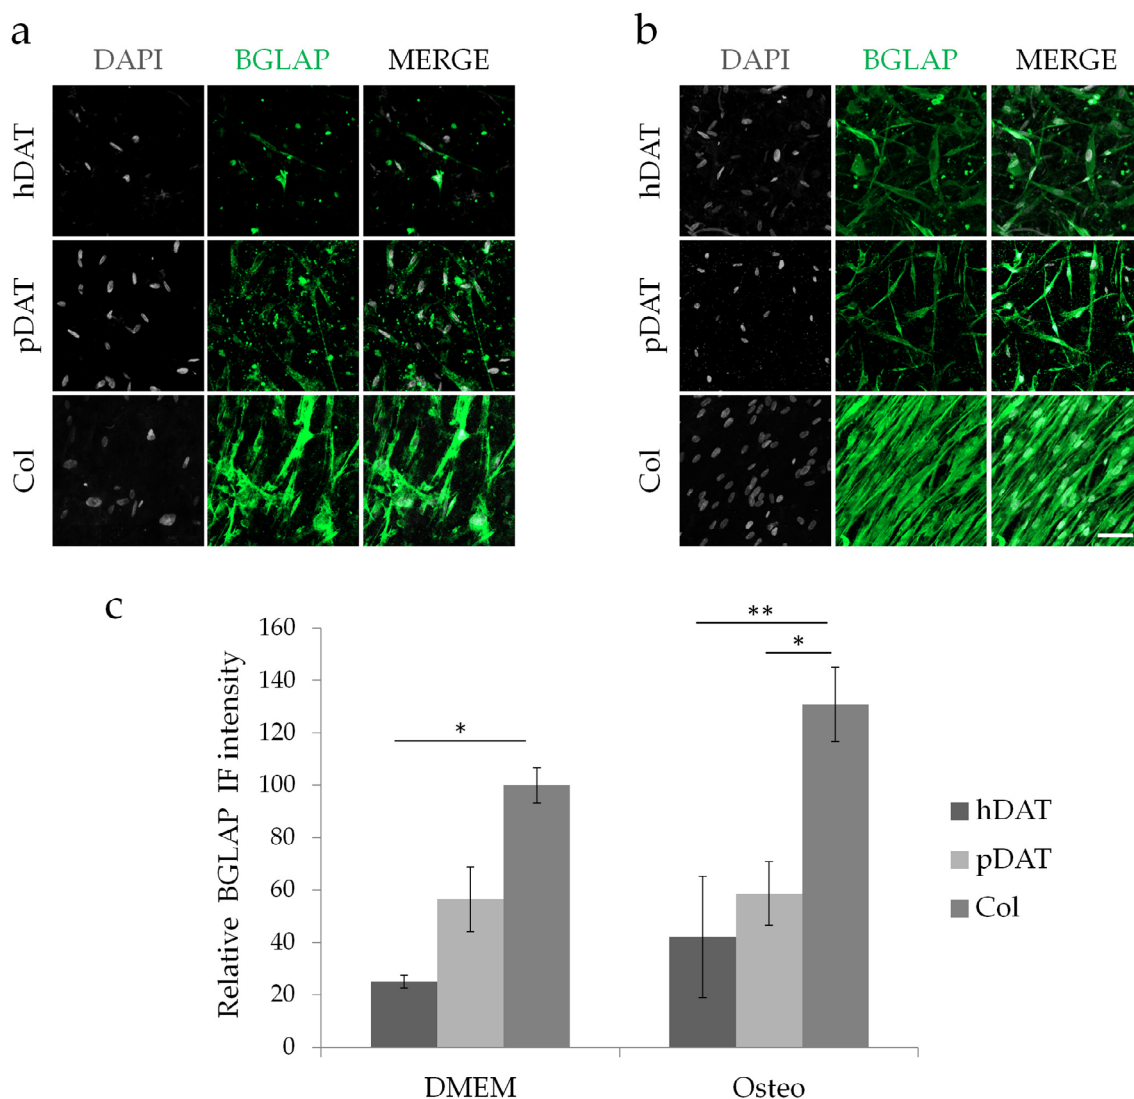 a
DAPI BGLAP MERGE
hDAT
pDAT
Col
b
DAPI BGLAP MERGE
hDAT
pDAT
Col
c
Relative BGLAP IF intensity
160
140
120
100
80
60
40
20
0
*
**
*
DMEM Osteo
hDAT
pDAT
Col